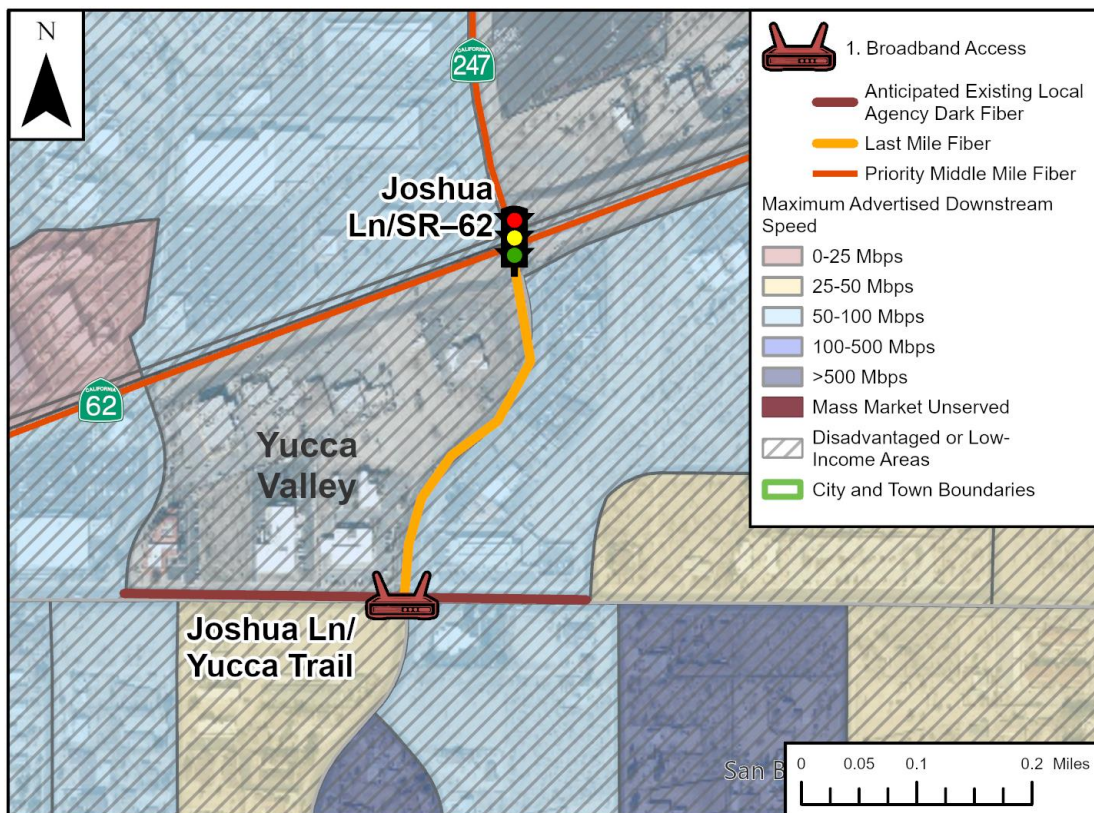 N
CALIFORNIA
247
Joshua
Ln/SR–62
CALIFORNIA
62
Yucca
Valley
Joshua Ln/
Yucca Trail
San B
1. Broadband Access
Anticipated Existing Local
Agency Dark Fiber
Last Mile Fiber
Priority Middle Mile Fiber
Maximum Advertised Downstream
Speed
0-25 Mbps
25-50 Mbps
50-100 Mbps
100-500 Mbps
>500 Mbps
Mass Market Unserved
Disadvantaged or Low-
Income Areas
City and Town Boundaries
0 0.05 0.1 0.2 Miles